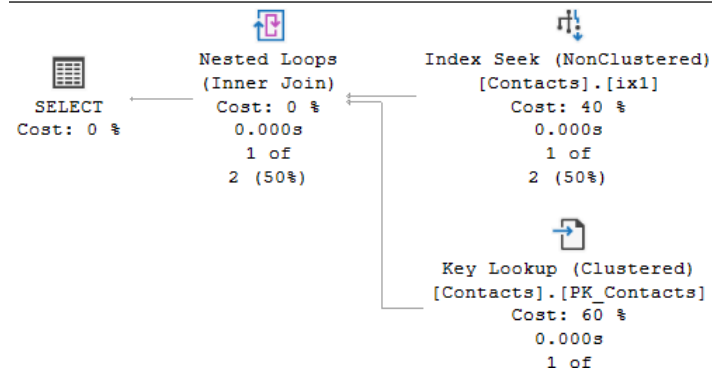 SELECT
Cost: 0 %
Nested Loops
(Inner Join)
Cost: 0 %
0.000s
1 of
2 (50%)
Index Seek (NonClustered)
[Contacts].[ix1]
Cost: 40 %
0.000s
1 of
2 (50%)
Key Lookup (Clustered)
[Contacts].[PK_Contacts]
Cost: 60 %
0.000s
1 of